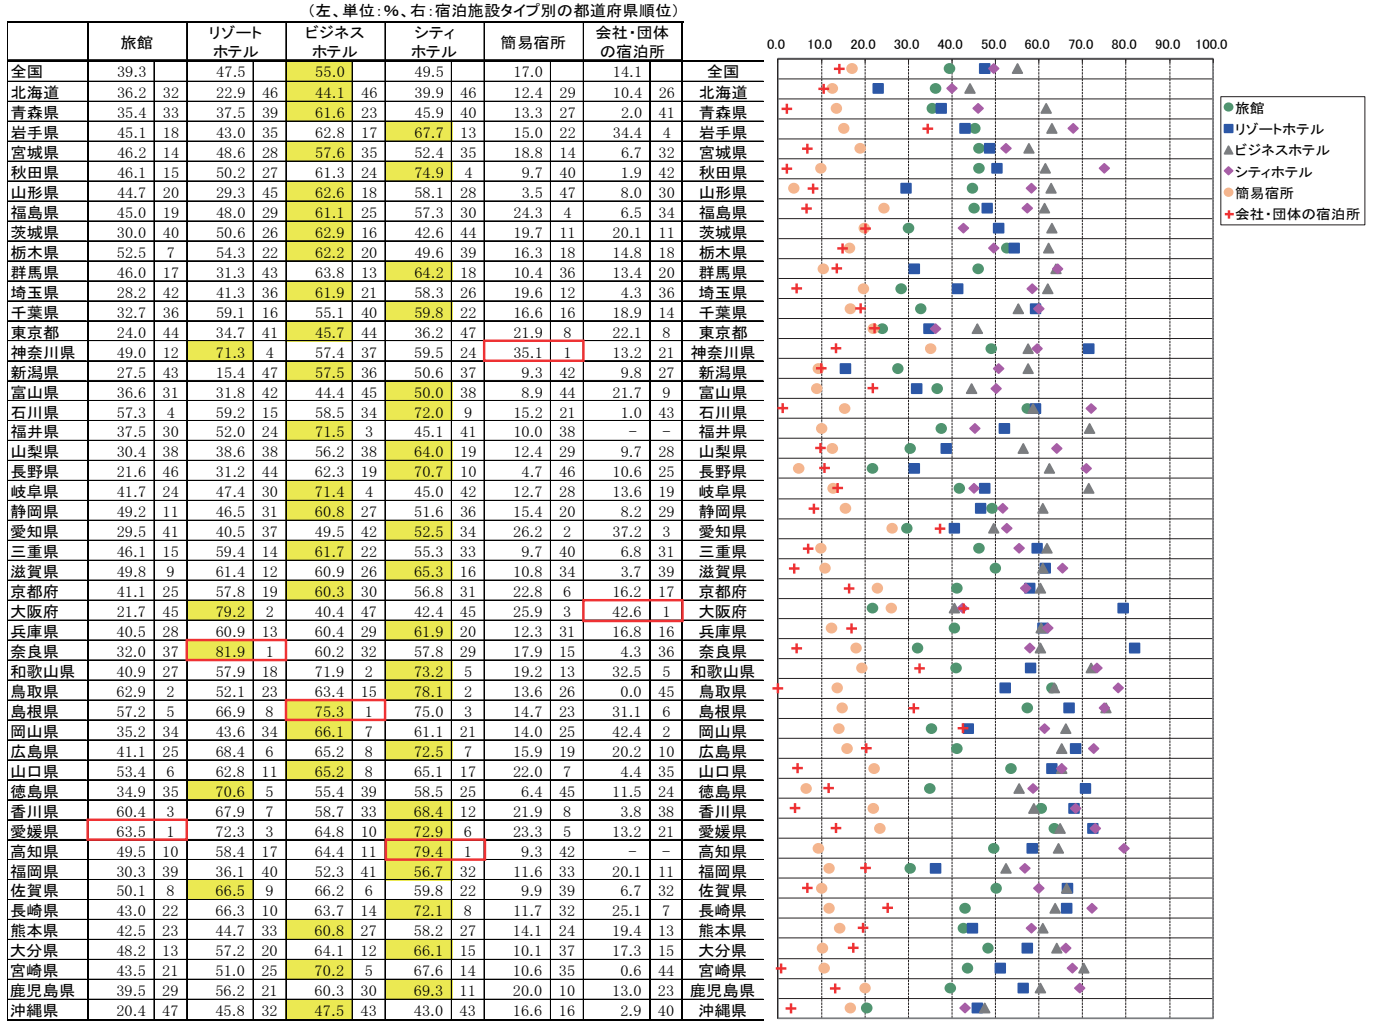 （左、単位：％、右：宿泊施設タイプ別の都道府県順位）
旅館 リゾートホテル ビジネスホテル シティホテル 簡易宿所 会社・団体の宿泊所
0.0 10.0 20.0 30.0 40.0 50.0 60.0 70.0 80.0 90.0 100.0
全国 39.3 47.5 55.0 49.5 17.0 14.1 全国
北海道 36.2 32 22.9 46 44.1 46 39.9 46 12.4 29 10.4 26 北海道
青森県 35.4 33 37.5 39 61.6 23 45.9 40 13.3 27 2.0 41 青森県
岩手県 45.1 18 43.0 35 62.8 17 67.7 13 15.0 22 34.4 4 岩手県
宮城県 46.2 14 48.6 28 57.6 35 52.4 35 18.8 14 6.7 32 宮城県
秋田県 46.1 15 50.2 27 61.3 24 74.9 4 9.7 40 1.9 42 秋田県
山形県 44.7 20 29.3 45 62.6 18 58.1 28 3.5 47 8.0 30 山形県
福島県 45.0 19 48.0 29 61.1 25 57.3 30 24.3 4 6.5 34 福島県
茨城県 30.0 40 50.6 26 62.9 16 42.6 44 19.7 11 20.1 11 茨城県
栃木県 52.5 7 54.3 22 62.2 20 49.6 39 16.3 18 14.8 18 栃木県
群馬県 46.0 17 31.3 43 63.8 13 64.2 18 10.4 36 13.4 20 群馬県
埼玉県 28.2 42 41.3 36 61.9 21 58.3 26 19.6 12 4.3 36 埼玉県
千葉県 32.7 36 59.1 16 55.1 40 59.8 22 16.6 16 18.9 14 千葉県
東京都 24.0 44 34.7 41 45.7 44 36.2 47 21.9 8 22.1 8 東京都
神奈川県 49.0 12 71.3 4 57.4 37 59.5 24 35.1 1 13.2 21 神奈川県
新潟県 27.5 43 15.4 47 57.5 36 50.6 37 9.3 42 9.8 27 新潟県
富山県 36.6 31 31.8 42 44.4 45 50.0 38 8.9 44 21.7 9 富山県
石川県 57.3 4 59.2 15 58.5 34 72.0 9 15.2 21 1.0 43 石川県
福井県 37.5 30 52.0 24 71.5 3 45.1 41 10.0 38 − − 福井県
山梨県 30.4 38 38.6 38 56.2 38 64.0 19 12.4 29 9.7 28 山梨県
長野県 21.6 46 31.2 44 62.3 19 70.7 10 4.7 46 10.6 25 長野県
岐阜県 41.7 24 47.4 30 71.4 4 45.0 42 12.7 28 13.6 19 岐阜県
静岡県 49.2 11 46.5 31 60.8 27 51.6 36 15.4 20 8.2 29 静岡県
愛知県 29.5 41 40.5 37 49.5 42 52.5 34 26.2 2 37.2 3 愛知県
三重県 46.1 15 59.4 14 61.7 22 55.3 33 9.7 40 6.8 31 三重県
滋賀県 49.8 9 61.4 12 60.9 26 65.3 16 10.8 34 3.7 39 滋賀県
京都府 41.1 25 57.8 19 60.3 30 56.8 31 22.8 6 16.2 17 京都府
大阪府 21.7 45 79.2 2 40.4 47 42.4 45 25.9 3 42.6 1 大阪府
兵庫県 40.5 28 60.9 13 60.4 29 61.9 20 12.3 31 16.8 16 兵庫県
奈良県 32.0 37 81.9 1 60.2 32 57.8 29 17.9 15 4.3 36 奈良県
和歌山県 40.9 27 57.9 18 71.9 2 73.2 5 19.2 13 32.5 5 和歌山県
鳥取県 62.9 2 52.1 23 63.4 15 78.1 2 13.6 26 0.0 45 鳥取県
島根県 57.2 5 66.9 8 75.3 1 75.0 3 14.7 23 31.1 6 島根県
岡山県 35.2 34 43.6 34 66.1 7 61.1 21 14.0 25 42.4 2 岡山県
広島県 41.1 25 68.4 6 65.2 8 72.5 7 15.9 19 20.2 10 広島県
山口県 53.4 6 62.8 11 65.2 8 65.1 17 22.0 7 4.4 35 山口県
徳島県 34.9 35 70.6 5 55.4 39 58.5 25 6.4 45 11.5 24 徳島県
香川県 60.4 3 67.9 7 58.7 33 68.4 12 21.9 8 3.8 38 香川県
愛媛県 63.5 1 72.3 3 64.8 10 72.9 6 23.3 5 13.2 21 愛媛県
高知県 49.5 10 58.4 17 64.4 11 79.4 1 9.3 42 − − 高知県
福岡県 30.3 39 36.1 40 52.3 41 56.7 32 11.6 33 20.1 11 福岡県
佐賀県 50.1 8 66.5 9 66.2 6 59.8 22 9.9 39 6.7 32 佐賀県
長崎県 43.0 22 66.3 10 63.7 14 72.1 8 11.7 32 25.1 7 長崎県
熊本県 42.5 23 44.7 33 60.8 27 58.2 27 14.1 24 19.4 13 熊本県
大分県 48.2 13 57.2 20 64.1 12 66.1 15 10.1 37 17.3 15 大分県
宮崎県 43.5 21 51.0 25 70.2 5 67.6 14 10.6 35 0.6 44 宮崎県
鹿児島県 39.5 29 56.2 21 60.3 30 69.3 11 20.0 10 13.0 23 鹿児島県
沖縄県 20.4 47 45.8 32 47.5 43 43.0 43 16.6 16 2.9 40 沖縄県
旅館
リゾートホテル
ビジネスホテル
シティホテル
簡易宿所
会社・団体の宿泊所